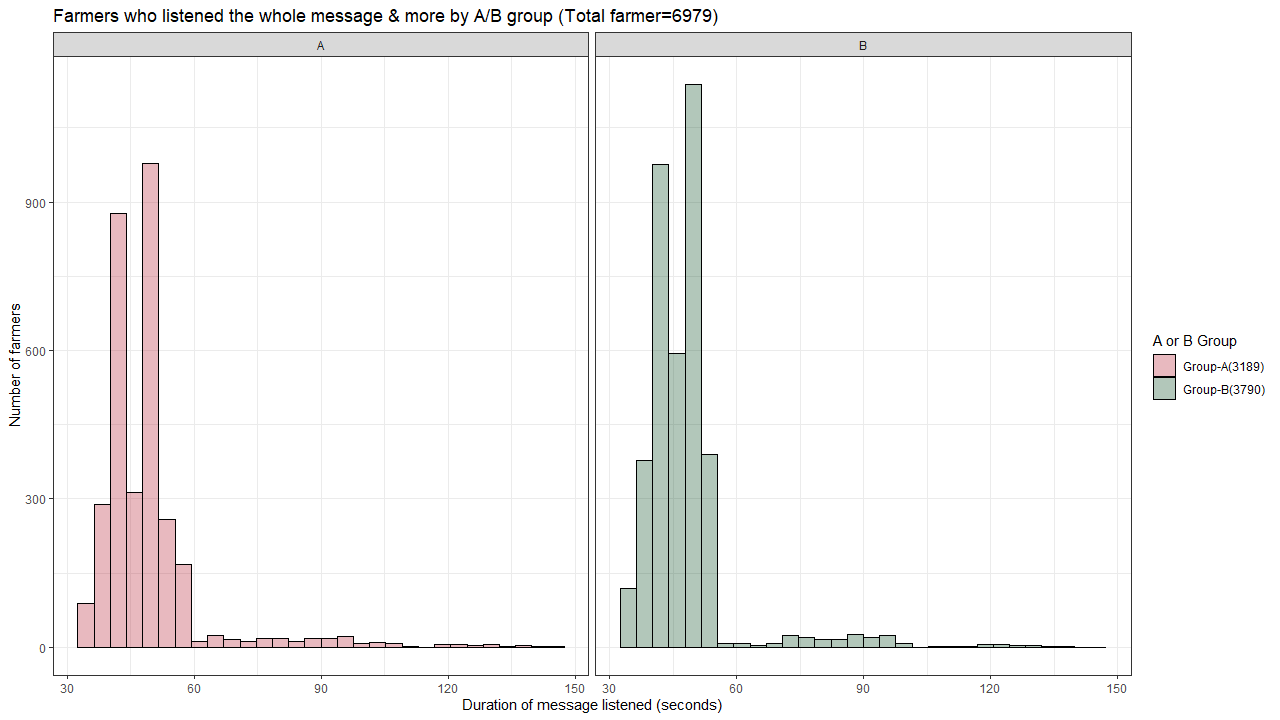 Farmers who listened the whole message & more by A/B group (Total farmer=6979)
A
B
900
600
300
0
Number of farmers
30 60 90 120 150
30 60 90 120 150
Duration of message listened (seconds)
A or B Group
Group-A(3189)
Group-B(3790)